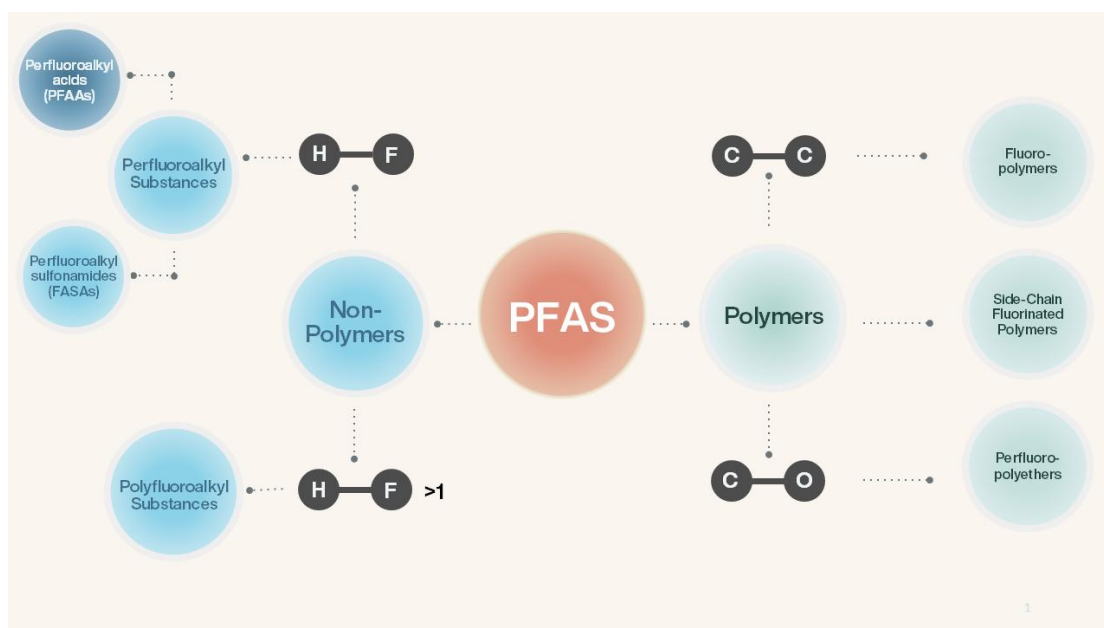 Perfluoroalkyl
acids
(PFAAs)
Perfluoroalkyl
Substances
H F
Perfluoroalkyl
sulfonamides
(FASAs)
Non-
Polymers
Polyfluoroalkyl
Substances
H F >1
PFAS
Polymers
C C
C O
Fluoro-
polymers
Side-Chain
Fluorinated
Polymers
Perfluoro-
polyethers
1